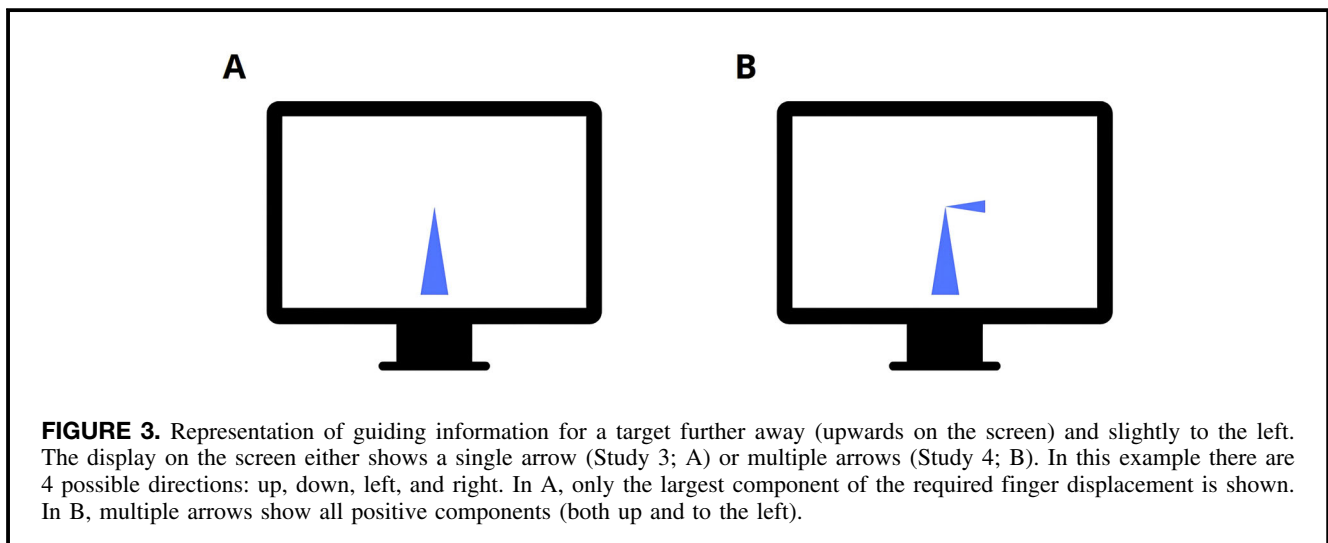 A
B
FIGURE 3. Representation of guiding information for a target further away (upwards on the screen) and slightly to the left.
The display on the screen either shows a single arrow (Study 3; A) or multiple arrows (Study 4; B). In this example there are
4 possible directions: up, down, left, and right. In A, only the largest component of the required finger displacement is shown.
In B, multiple arrows show all positive components (both up and to the left).